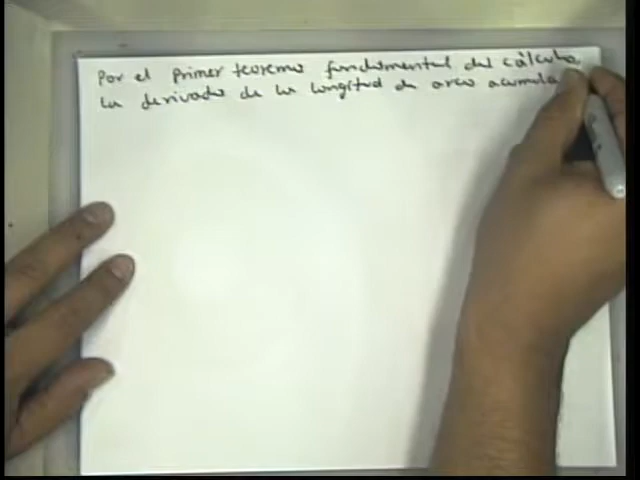 Por el primer teorema fundamental del cálculo
la derivada de la longitud de arco acumula